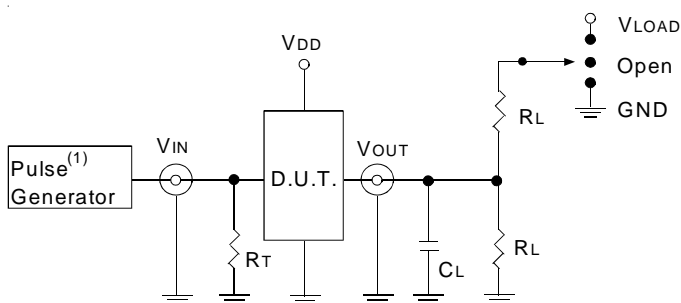 VLOAD
VDD
Open
RL
GND
VIN
VOUT
Pulse(1)
Generator
D.U.T.
RT
CL
RL